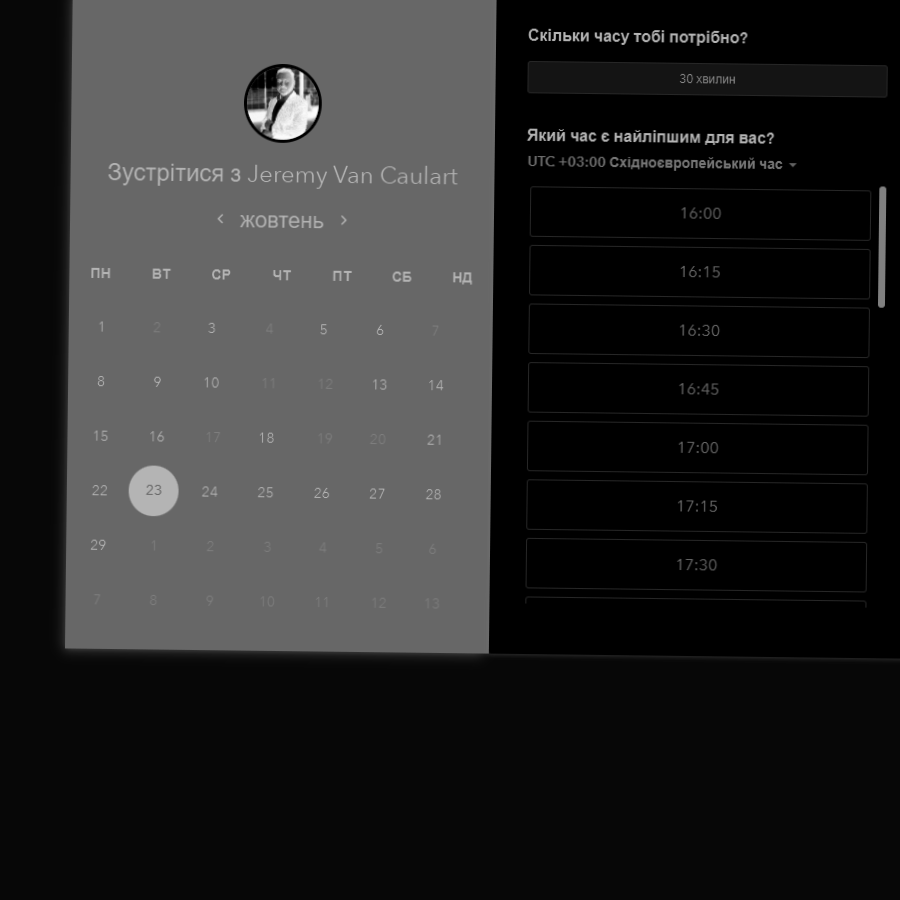 Зустрітися з Jeremy Van Caulart
жовтень
ПН ВТ СР ЧТ ПТ СБ НД
1 2 3 4 5 6 7
8 9 10 11 12 13 14
15 16 17 18 19 20 21
22 23 24 25 26 27 28
29 1 2 3 4 5 6
7 8 9 10 11 12 13
Скільки часу тобі потрібно?
30 хвилин
Який час є найліпшим для вас?
UTC +03:00 Східноєвропейський час
16:00
16:15
16:30
16:45
17:00
17:15
17:30